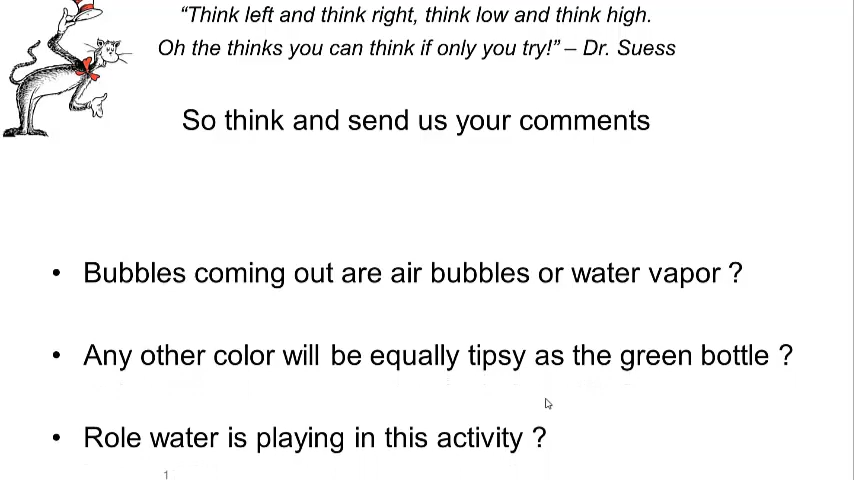 “Think left and think right, think low and think high.
Oh the thinks you can think if only you try!” – Dr. Suess
So think and send us your comments
• Bubbles coming out are air bubbles or water vapor ?
• Any other color will be equally tipsy as the green bottle ?
• Role water is playing in this activity ?
1